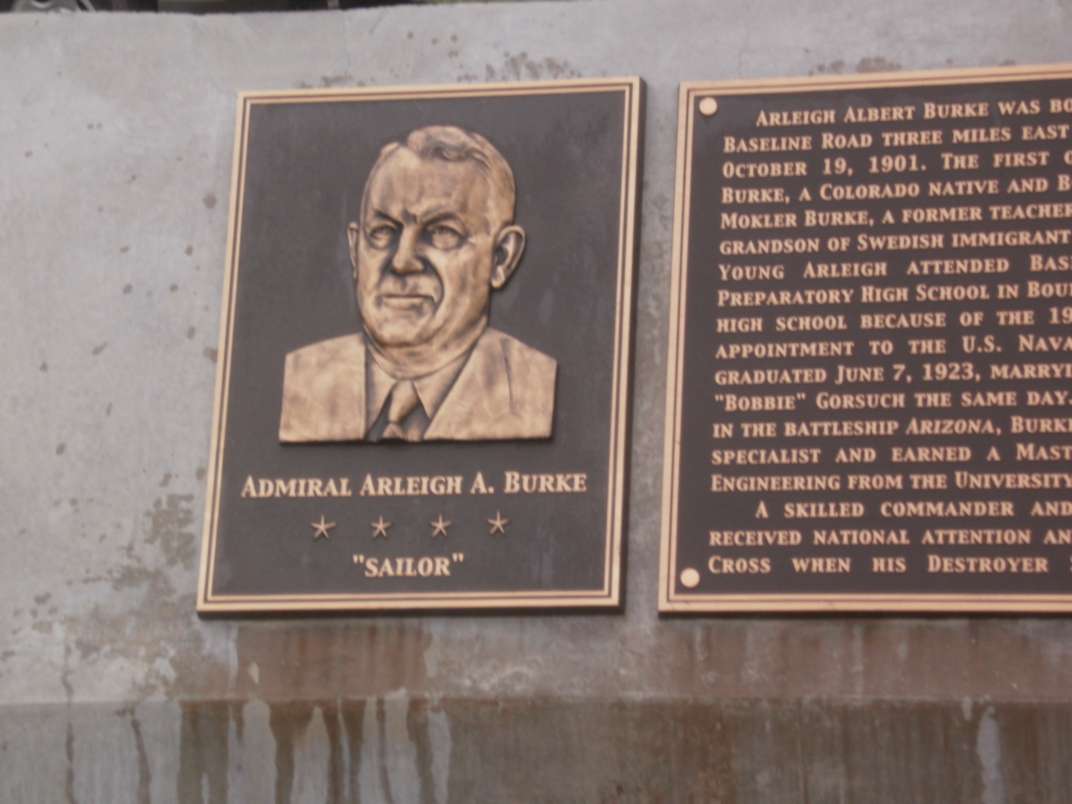 ADMIRAL ARLEIGH A. BURKE
"SAILOR"
ARLEIGH ALBERT BURKE WAS
BASELINE ROAD THREE MILES EAST
OCTOBER 19, 1901. THE FIRST
BURKE, A COLORADO NATIVE AND
MOKLER BURKE, A FORMER TEACHER
GRANDSON OF SWEDISH IMMIGRANT
YOUNG ARLEIGH ATTENDED
PREPARATORY HIGH SCHOOL IN
HIGH SCHOOL BECAUSE OF THE
APPOINTMENT TO THE U.S.
GRADUATED JUNE 7, 1923,
"BOBBIE" GORSUCH THE SAME DAY.
IN THE BATTLESHIP ARIZONA,
SPECIALIST AND EARNED A
ENGINEERING FROM THE UNIVERSITY
A SKILLED COMMANDER AND
RECEIVED NATIONAL ATTENTION
CROSS WHEN HIS DESTROYER